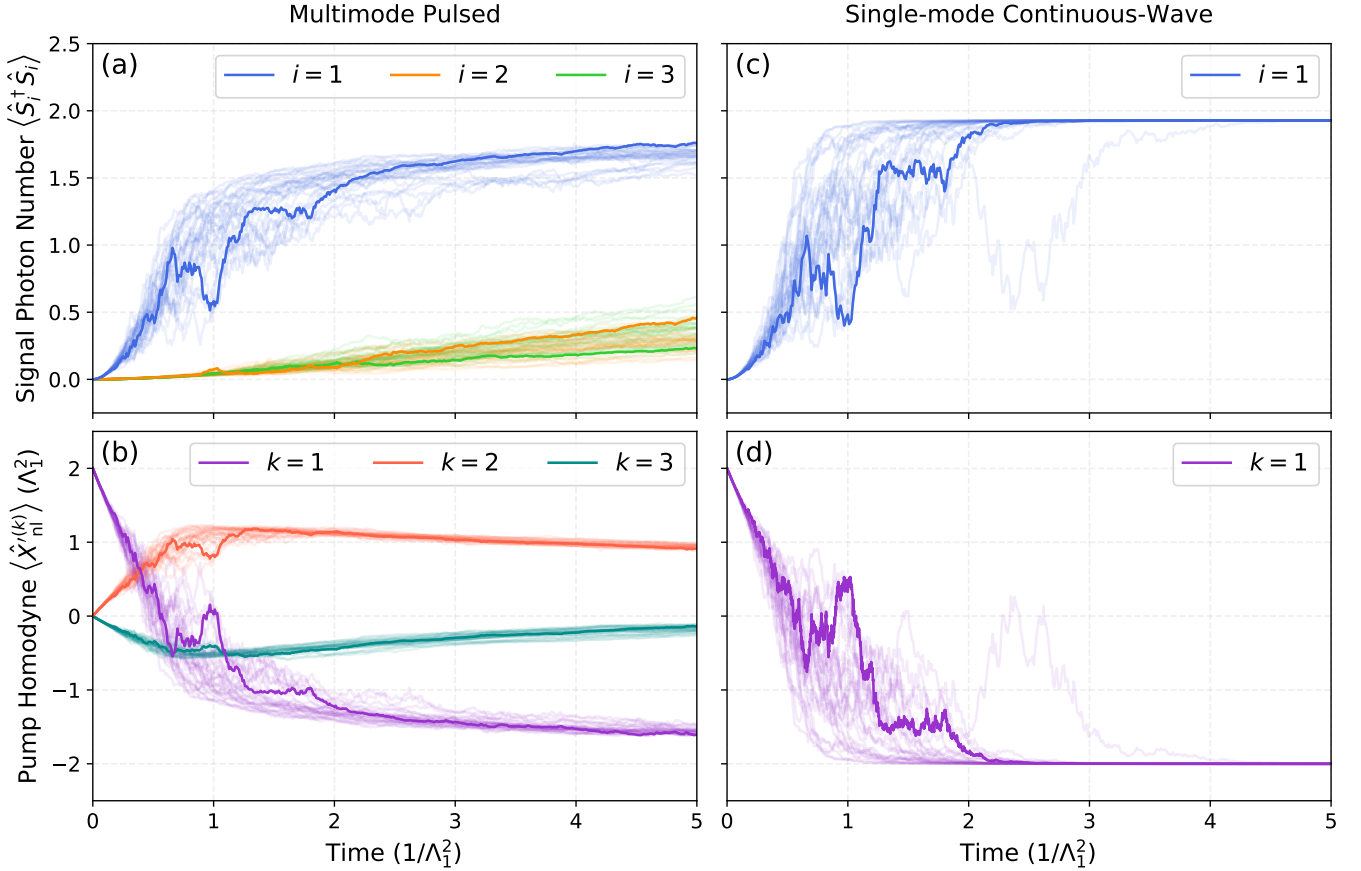 Multimode Pulsed
Single-mode Continuous-Wave
Signal Photon Number ⟨Ŝᵢ†Ŝᵢ⟩
(a)
i = 1
i = 2
i = 3
2.5
2.0
1.5
1.0
0.5
0.0
(c)
i = 1
Pump Homodyne ⟨X̂′ₙₗ⁽ᵏ⁾⟩ (Λ₁²)
(b)
k = 1
k = 2
k = 3
2
1
0
−1
−2
0 1 2 3 4 5
Time (1/Λ₁²)
(d)
k = 1
0 1 2 3 4 5
Time (1/Λ₁²)